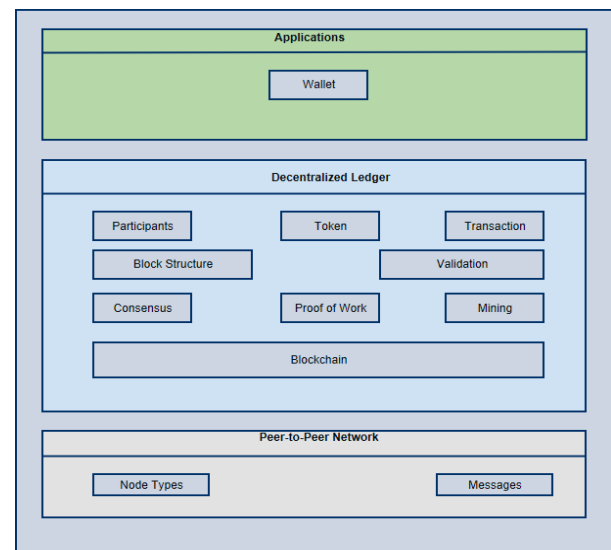 Applications
Wallet
Decentralized Ledger
Participants
Token
Transaction
Block Structure
Validation
Consensus
Proof of Work
Mining
Blockchain
Peer-to-Peer Network
Node Types
Messages